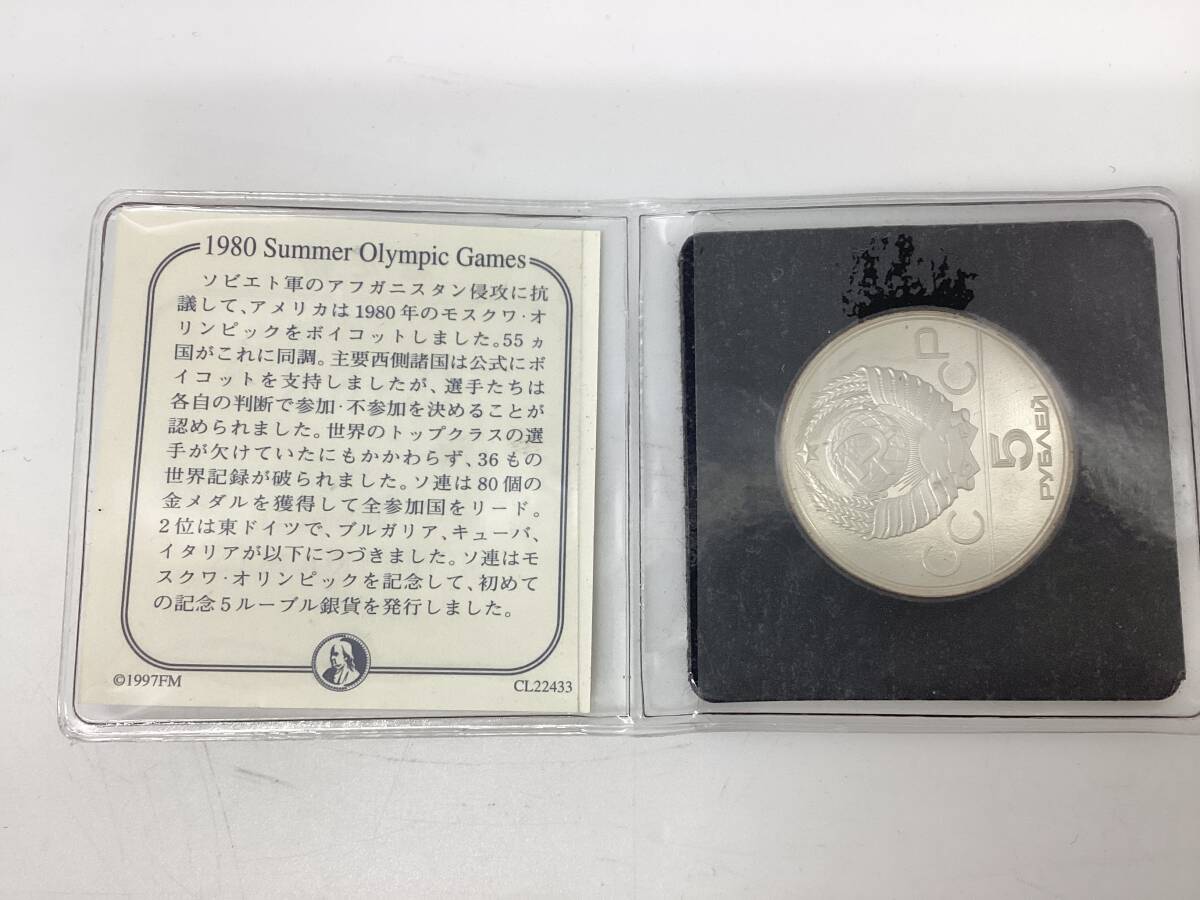 1980 Summer Olympic Games
ソビエト軍のアフガニスタン侵攻に抗
議して、アメリカは1980年のモスクワ·オ
リンピックをボイコットしました。55ヵ
国がこれに同調。主要西側諸国は公式にボ
イコットを支持しましたが、選手たちは
各自の判断で参加·不参加を決めることが
認められました。世界のトップクラスの選
手が欠けていたにもかかわらず、36もの
世界記録が破られました。ソ連は80個の
金メダルを獲得して全参加国をリード。
2位は東ドイツで、ブルガリア、キューバ、
イタリアが以下につづきました。ソ連はモ
スクワ·オリンピックを記念して、初めて
の記念5ルーブル銀貨を発行しました。
©1997FM
CL22433
СССР
5
РУБЛЕЙ